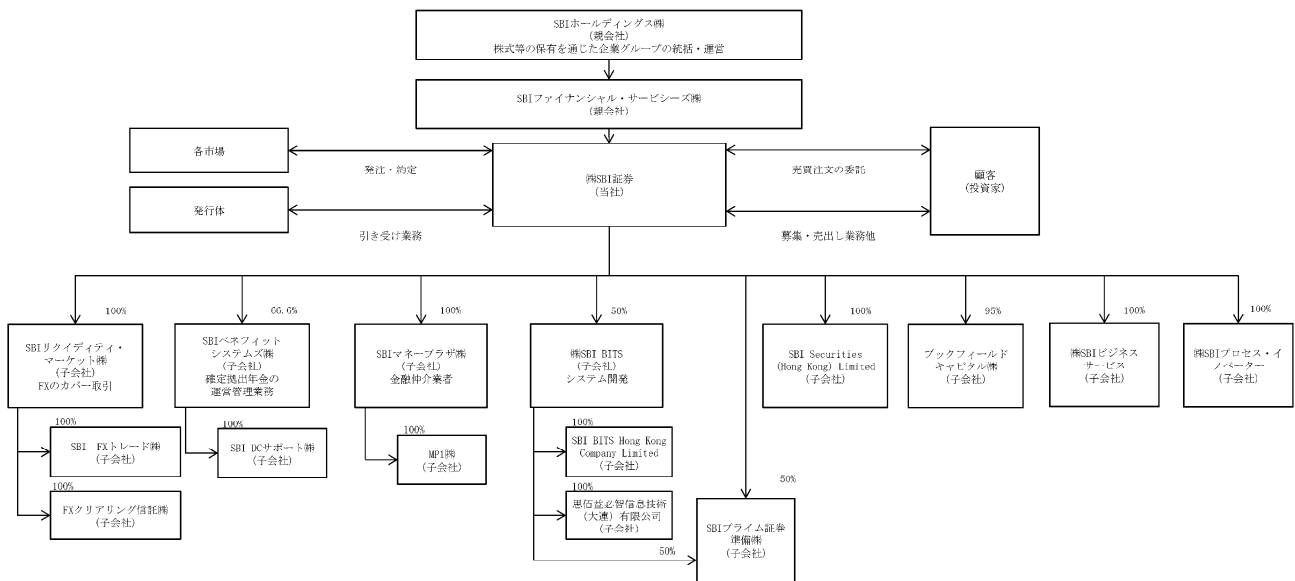 SBIホールディングス㈱
(親会社)
株式等の保有を通じた企業グループの統括・運営
SBIファイナンシャル・サービシーズ㈱
(親会社)
各市場
発注・約定
発行体
引き受け業務
㈱SBI証券
(当社)
売買注文の委託
募集・売出し業務他
顧客
(投資家)
100%
SBIリクイディティ・
マーケット㈱
(子会社)
FXのカバー取引
66.6%
SBIベネフィット
システムズ㈱
(子会社)
確定拠出年金の
運営管理業務
100%
SBIマネープラザ㈱
(子会社)
金融仲介業者
50%
㈱SBI BITS
(子会社)
システム開発
100%
SBI Securities
(Hong Kong) Limited
(子会社)
95%
ブックフィールド
キャピタル㈱
(子会社)
100%
㈱SBIビジネス
サービス
(子会社)
100%
㈱SBIプロセス・イ
ノベーター
(子会社)
100%
SBI FXトレード㈱
(子会社)
100%
FXクリアリング信託㈱
(子会社)
100%
SBI DCサポート㈱
(子会社)
100%
MP1㈱
(子会社)
100%
SBI BITS Hong Kong
Company Limited
(子会社)
100%
思佰益必智信息技術
(大連) 有限公司
(子会社)
50%
50%
SBIプライム証券
準備㈱
(子会社)